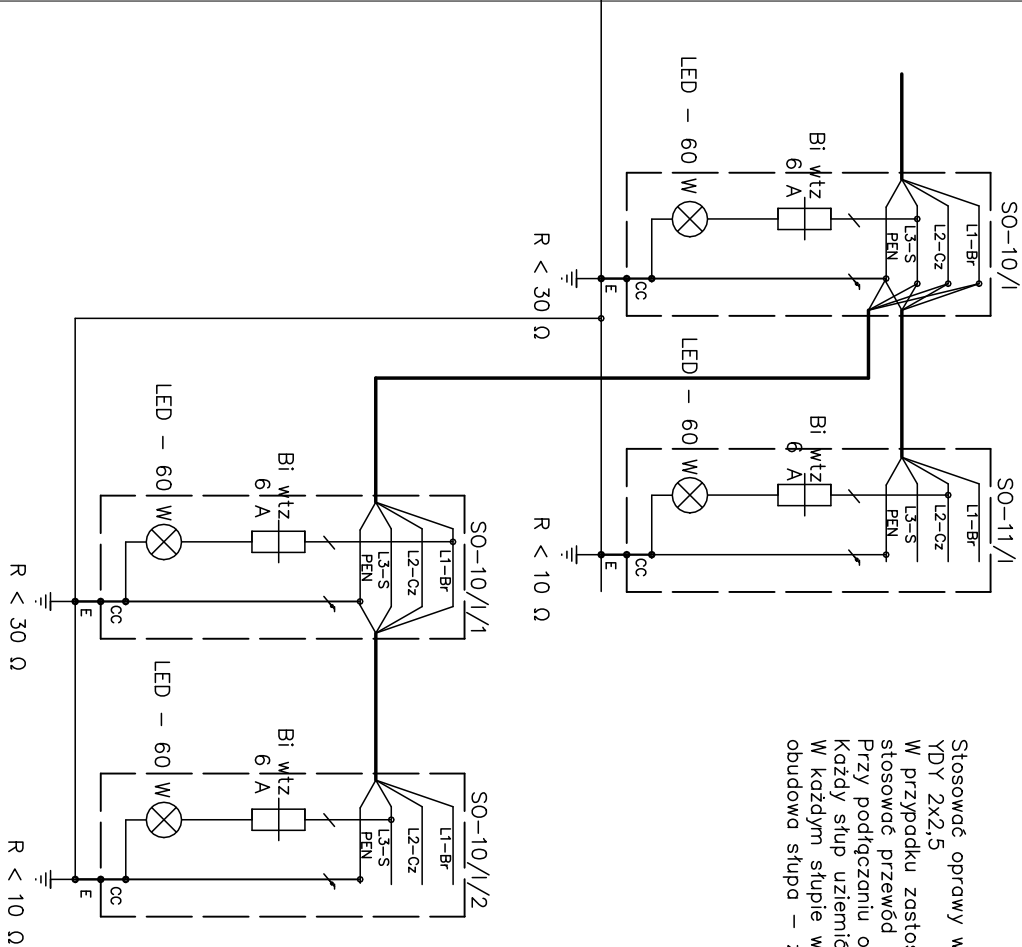 SO-10/I
L1-Br
L2-Cz
L3-S
PEN
Bi wtz
6 A
LED - 60 W
CC
E
R < 30 Ω
SO-11/I
L1-Br
L2-Cz
L3-S
PEN
Bi wtz
6 A
LED - 60 W
CC
E
R < 10 Ω
SO-10/I/1
L1-Br
L2-Cz
L3-S
PEN
Bi wtz
6 A
LED - 60 W
CC
E
R < 30 Ω
SO-10/I/2
L1-Br
L2-Cz
L3-S
PEN
Bi wtz
6 A
LED - 60 W
CC
E
R < 10 Ω
Stosować oprawy w
YDY 2x2,5
W przypadku zastos
stosować przewód
Przy podłączaniu o
Każdy słup uziemić
W każdym słupie w
obudowa słupa -